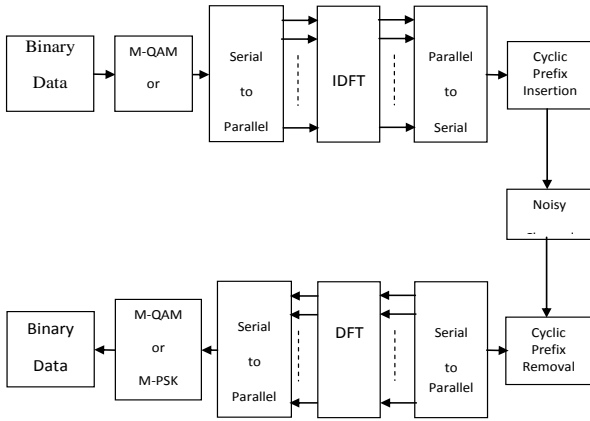 Binary
Data
M-QAM
or
Serial
to
Parallel
IDFT
Parallel
to
Serial
Cyclic
Prefix
Insertion
Noisy
Binary
Data
M-QAM
or
M-PSK
Serial
to
Parallel
DFT
Serial
to
Parallel
Cyclic
Prefix
Removal